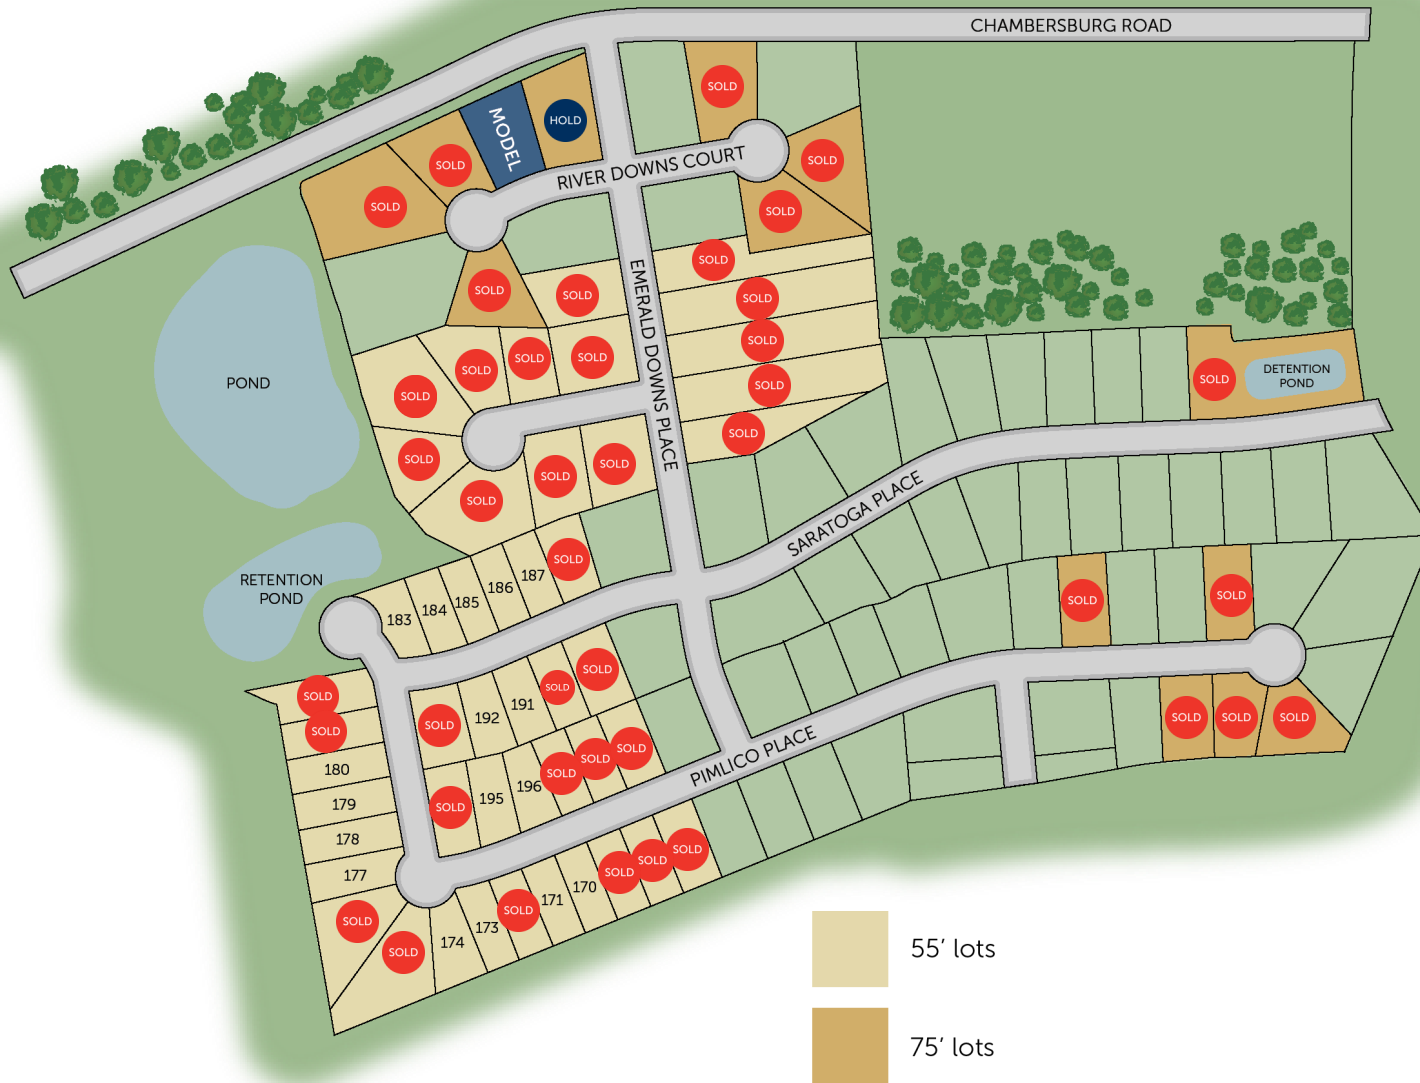 CHAMBERSBURG ROAD
SOLD
HOLD
MODEL
SOLD
SOLD
RIVER DOWNS COURT
SOLD
SOLD
SOLD
SOLD
SOLD
SOLD
SOLD
SOLD
SOLD
SOLD
EMERALD DOWNS PLACE
SOLD
SOLD
SOLD
SOLD
POND
SOLD
DETENTION
POND
SOLD
SOLD
SOLD
SOLD
SOLD
SARATOGA PLACE
RETENTION
POND
183
184
185
186
187
SOLD
SOLD
SOLD
SOLD
SOLD
SOLD
192
191
SOLD
SOLD
180
179
178
177
SOLD
195
196
SOLD
SOLD
SOLD
PIMLICO PLACE
SOLD
SOLD
SOLD
SOLD
SOLD
174
173
SOLD
171
170
SOLD
SOLD
SOLD
55' lots
75' lots